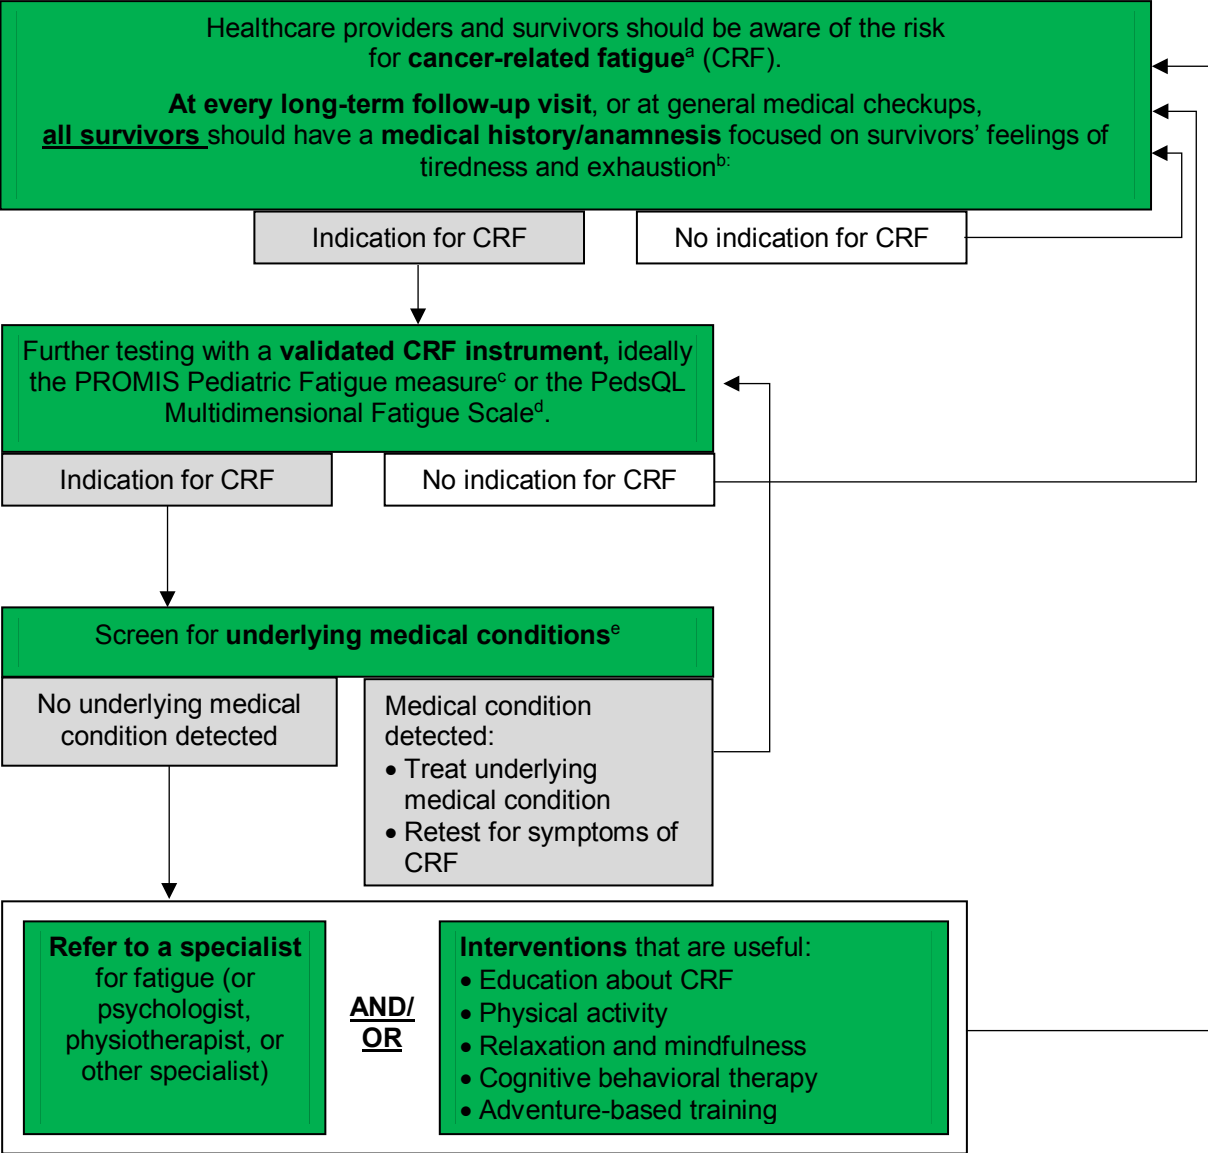 Healthcare providers and survivors should be aware of the risk
for cancer-related fatigueᵃ (CRF).
At every long-term follow-up visit, or at general medical checkups,
all survivors should have a medical history/anamnesis focused on survivors’ feelings of
tiredness and exhaustionᵇ:
Indication for CRF
No indication for CRF
Further testing with a validated CRF instrument, ideally
the PROMIS Pediatric Fatigue measureᶜ or the PedsQL
Multidimensional Fatigue Scaleᵈ.
Indication for CRF
No indication for CRF
Screen for underlying medical conditionsᵉ
No underlying medical
condition detected
Medical condition
detected:
• Treat underlying
medical condition
• Retest for symptoms of
CRF
Refer to a specialist
for fatigue (or
psychologist,
physiotherapist, or
other specialist)
AND/
OR
Interventions that are useful:
• Education about CRF
• Physical activity
• Relaxation and mindfulness
• Cognitive behavioral therapy
• Adventure-based training